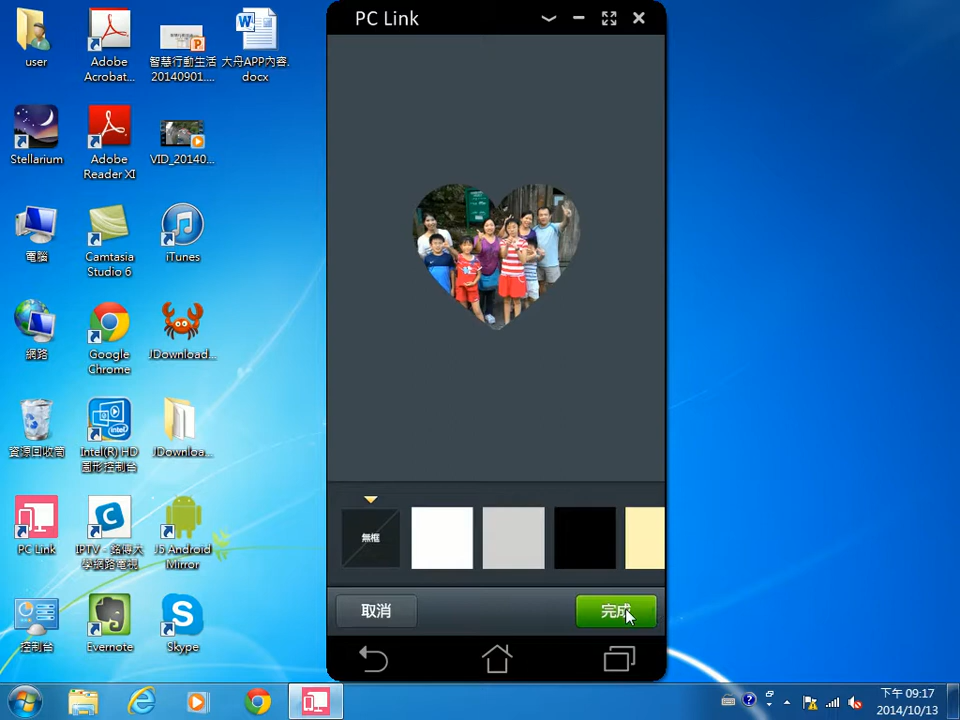 PC Link
user
Adobe
Acrobat...
智慧行動生活
20140901....
大丹APP內容.
docx
Stellarium
Adobe
Reader XI
VID_20140...
電腦
Camtasia
Studio 6
iTunes
網路
Google
Chrome
JDownload...
資源回收筒
Intel(R) HD
圖形控制台
JDownloa...
PC Link
IPTV - 銘傳大
學網路電視
J5 Android
Mirror
控制台
Evernote
Skype
無框
取消
完成
下午 09:17
2014/10/13